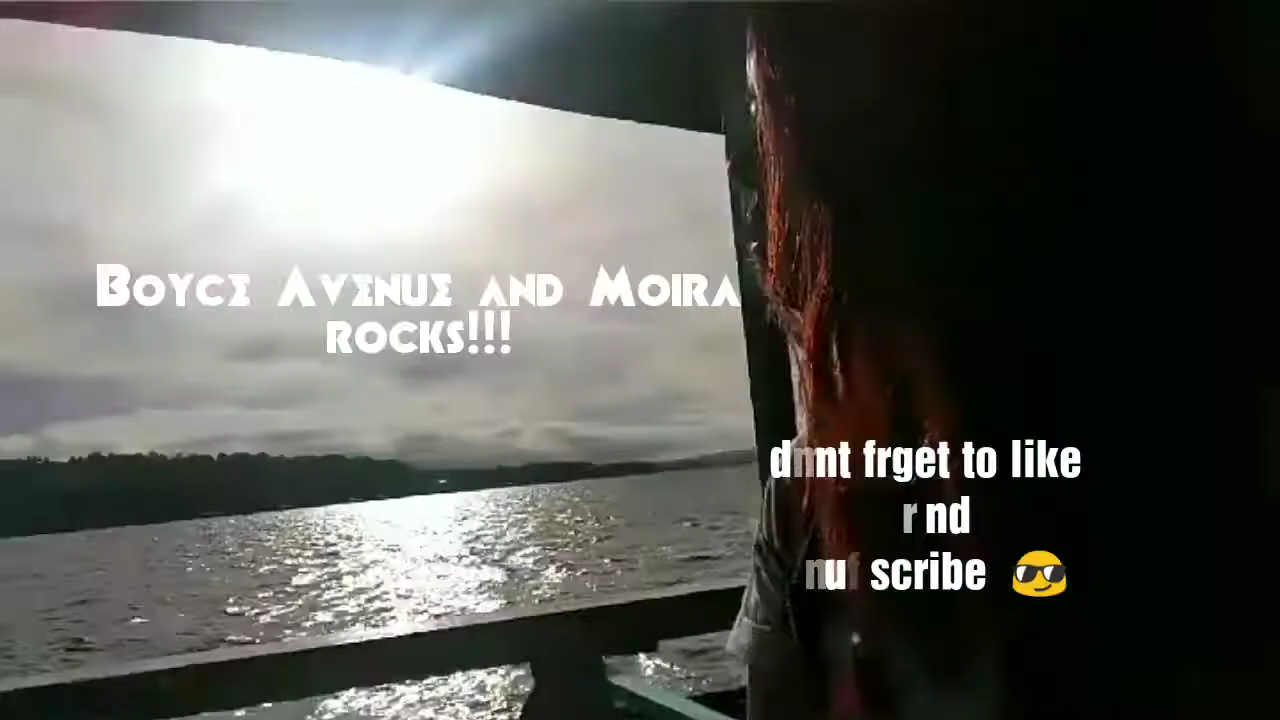 Boyce Avenue and Moira
rocks!!!
frget to like
nd
scribe 😎